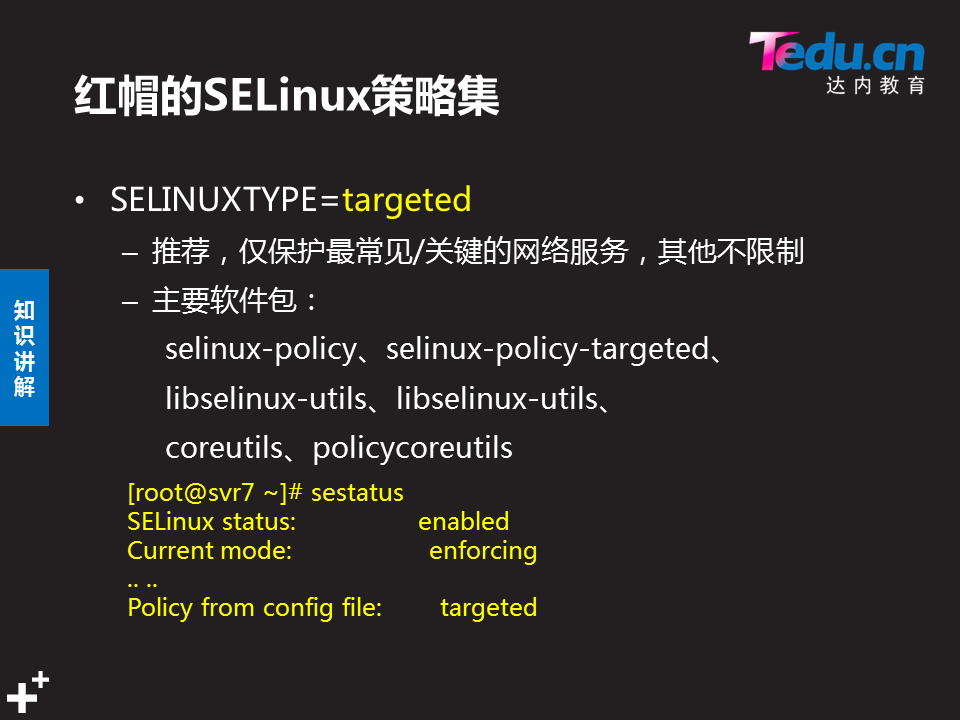 Tedu.cn
达内教育
红帽的SELinux策略集
• SELINUXTYPE=targeted
– 推荐，仅保护最常见/关键的网络服务，其他不限制
– 主要软件包：
selinux-policy、selinux-policy-targeted、
libselinux-utils、libselinux-utils、
coreutils、policycoreutils
知识讲解
[root@svr7 ~]# sestatus
SELinux status: enabled
Current mode: enforcing
.. ..
Policy from config file: targeted